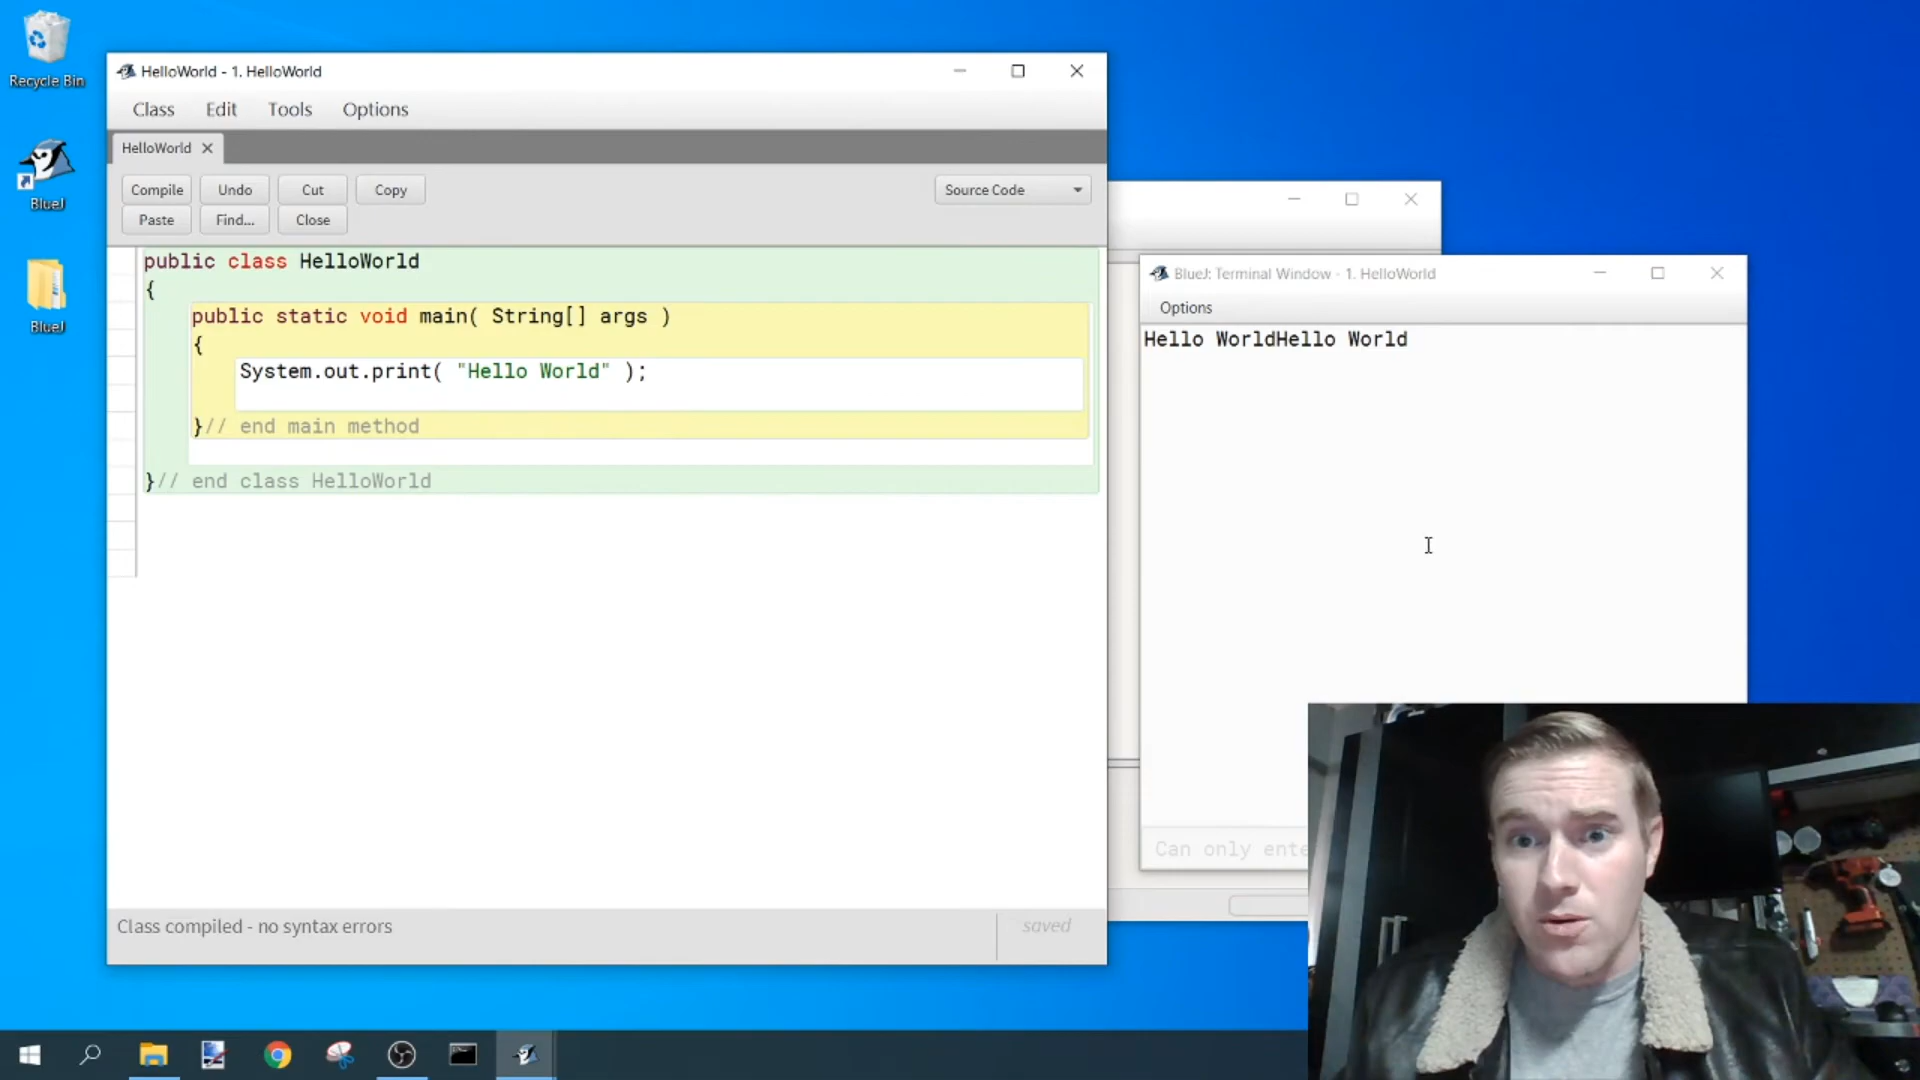 Recycle Bin
BlueJ
BlueJ
HelloWorld - 1. HelloWorld
Class Edit Tools Options
HelloWorld
Compile Undo Cut Copy
Source Code
Paste Find... Close
public class HelloWorld
{
public static void main( String[] args )
{
System.out.print( "Hello World" );
}// end main method
}// end class HelloWorld
Class compiled - no syntax errors
saved
BlueJ: Terminal Window - 1. HelloWorld
Options
Hello WorldHello World
Can only ente